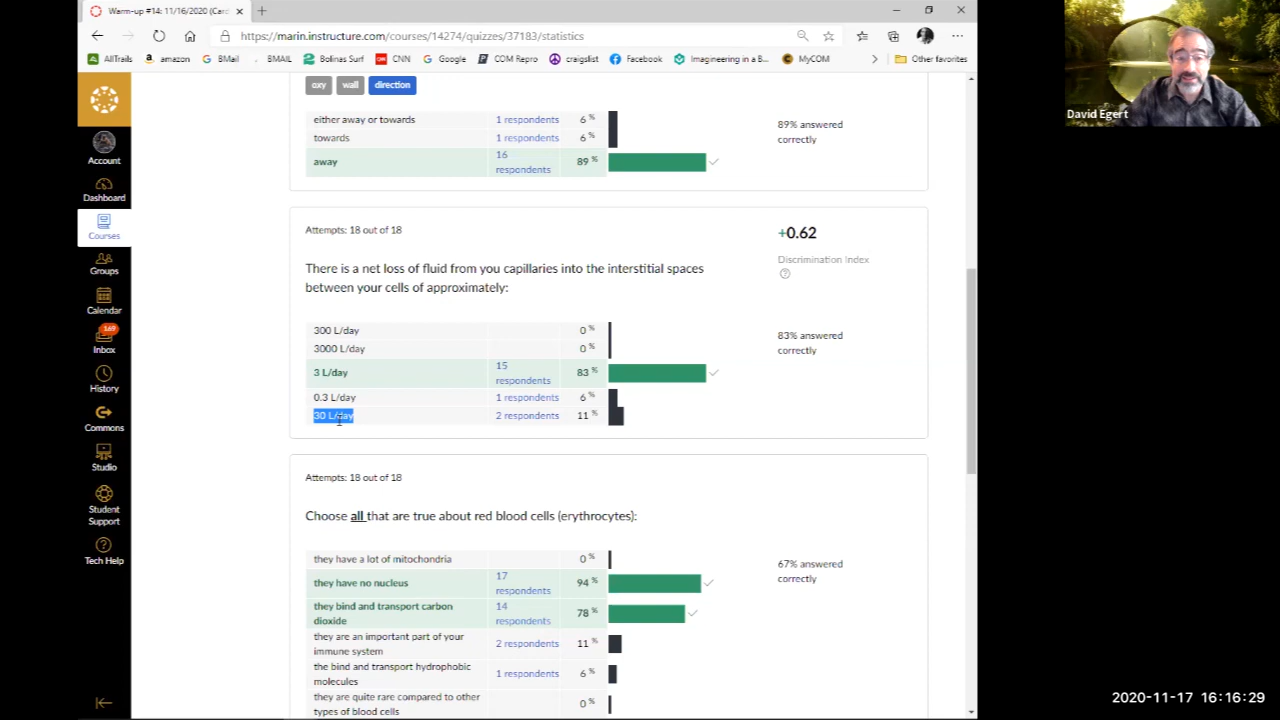 Warm-up #14: 11/16/2020 (Car
https://marin.instructure.com/courses/14274/quizzes/37183/statistics
AllTrails amazon BMail BMAIL Bolinas Surf CNN Google COM Repro craigslist Facebook Imagineering in a B... MyCOM Other favorites
Account
Dashboard
Courses
Groups
Calendar
169
Inbox
History
Commons
Studio
Student
Support
Tech Help
oxy wall direction
either away or towards 1 respondents 6 %
towards 1 respondents 6 %
away 16 respondents 89 %
89% answered
correctly
Attempts: 18 out of 18
+0.62
Discrimination Index
There is a net loss of fluid from you capillaries into the interstitial spaces
between your cells of approximately:
300 L/day 0 %
3000 L/day 0 %
3 L/day 15 respondents 83 %
0.3 L/day 1 respondents 6 %
30 L/day 2 respondents 11 %
83% answered
correctly
Attempts: 18 out of 18
Choose all that are true about red blood cells (erythrocytes):
they have a lot of mitochondria 0 %
they have no nucleus 17 respondents 94 %
they bind and transport carbon
dioxide 14 respondents 78 %
they are an important part of your
immune system 2 respondents 11 %
the bind and transport hydrophobic
molecules 1 respondents 6 %
they are quite rare compared to other
types of blood cells 0 %
67% answered
correctly
David Egert
2020-11-17 16:16:29